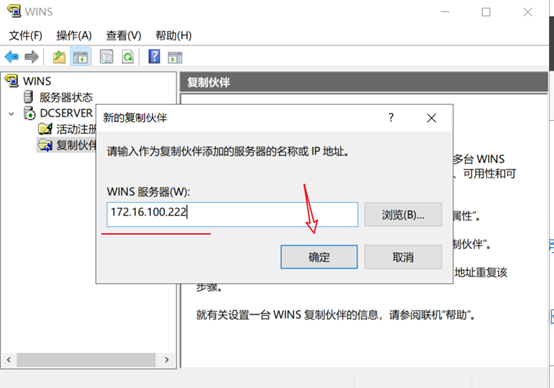 WINS
文件(F) 操作(A) 查看(V) 帮助(H)
WINS
服务器状态
DCSERVER
活动注册
复制伙伴
复制伙伴
新的复制伙伴
请输入作为复制伙伴添加的服务器的名称或 IP 地址。
WINS 服务器(W):
172.16.100.222
浏览(B)...
确定
取消
多台 WINS
、可用性和可
属性”。
制伙伴”。
地址重复该
步骤。
就有关设置一台 WINS 复制伙伴的信息，请参阅联机“帮助”。